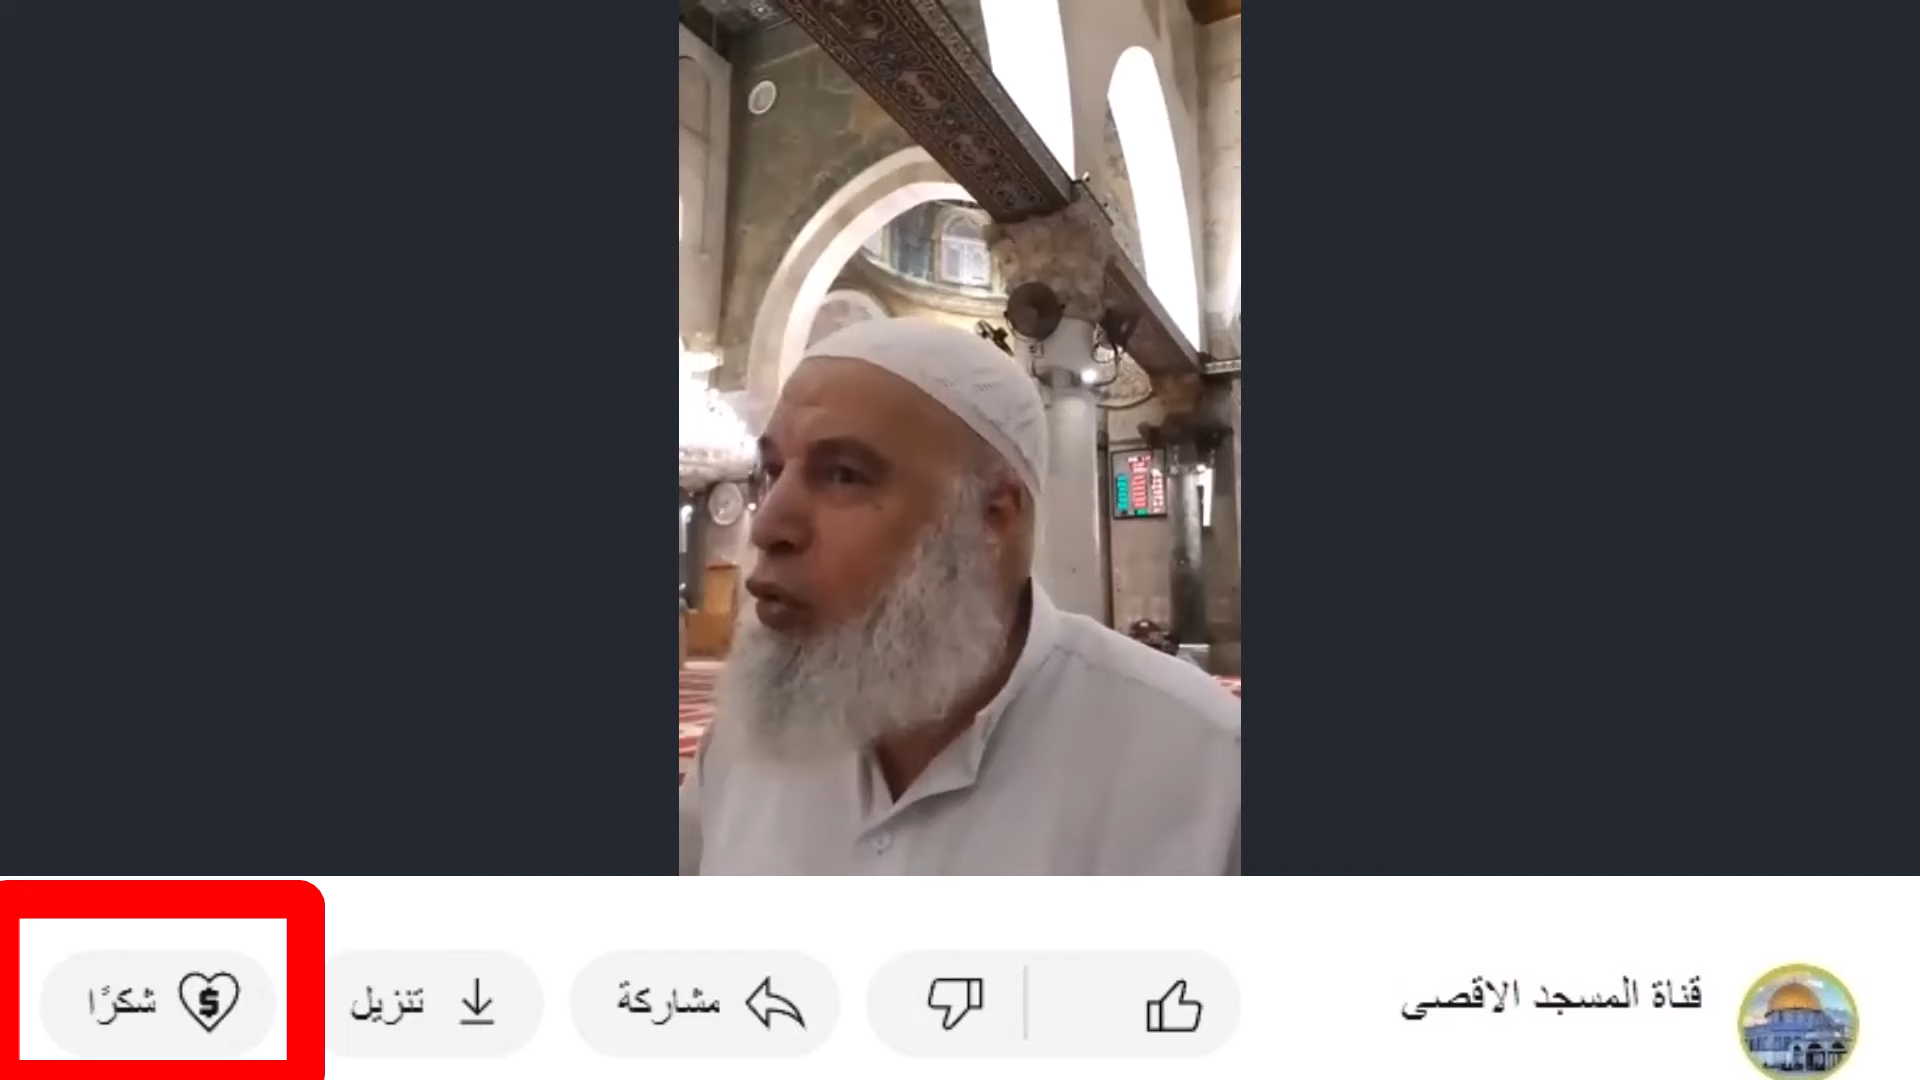 قناة المسجد الاقصى
مشاركة
تنزيل
شكرًا